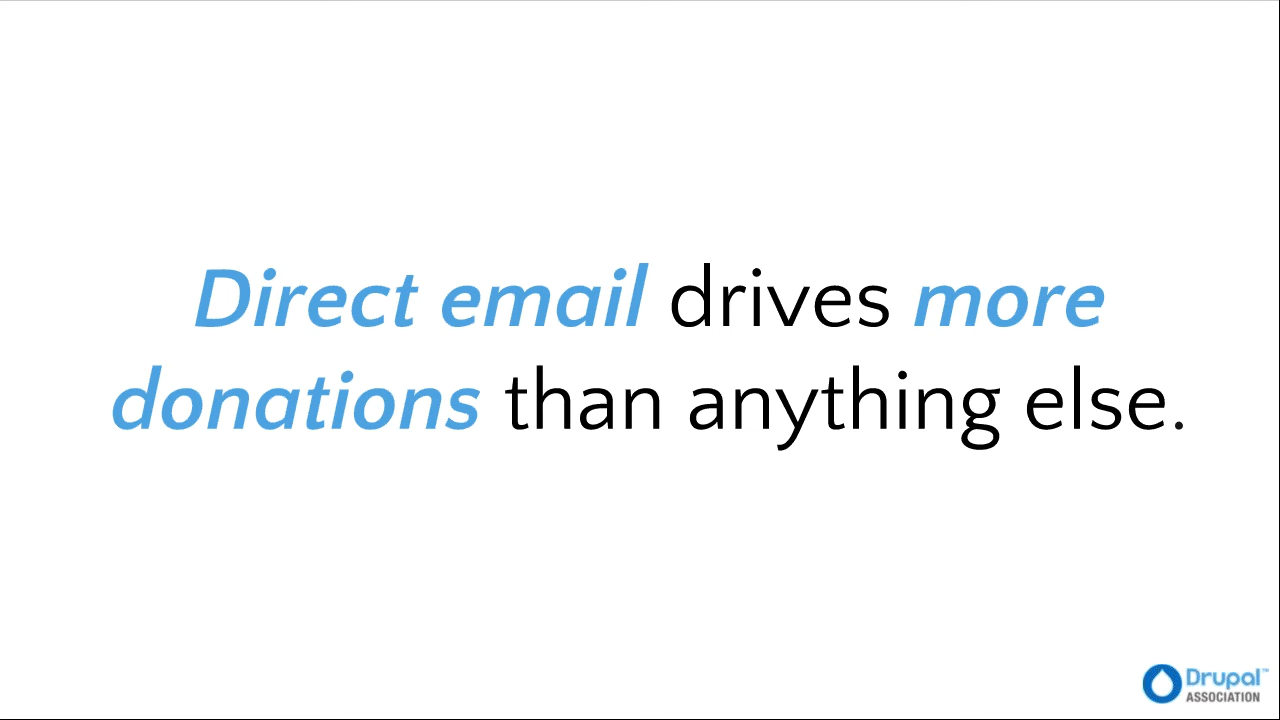 Direct email drives more
donations than anything else.
Drupal™
ASSOCIATION